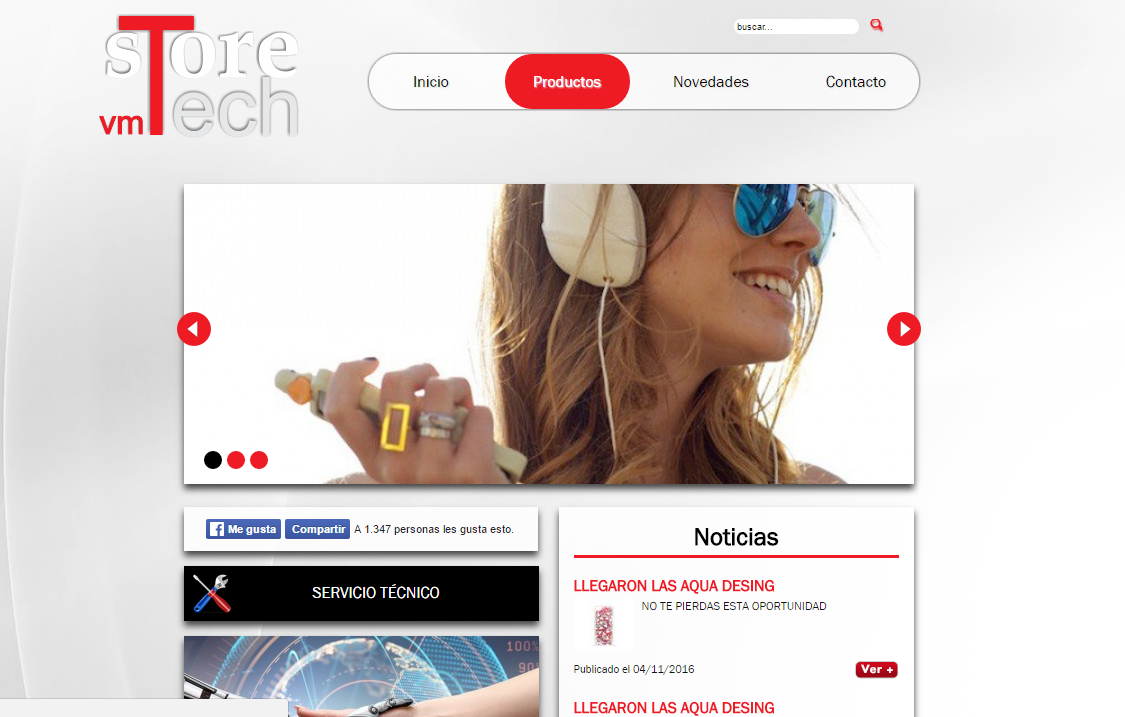 sTore
vmTech
buscar...
Inicio Productos Novedades Contacto
Me gusta Compartir A 1.347 personas les gusta esto.
SERVICIO TÉCNICO
100%
90%
Noticias
LLEGARON LAS AQUA DESING
NO TE PIERDAS ESTA OPORTUNIDAD
Publicado el 04/11/2016 Ver +
LLEGARON LAS AQUA DESING